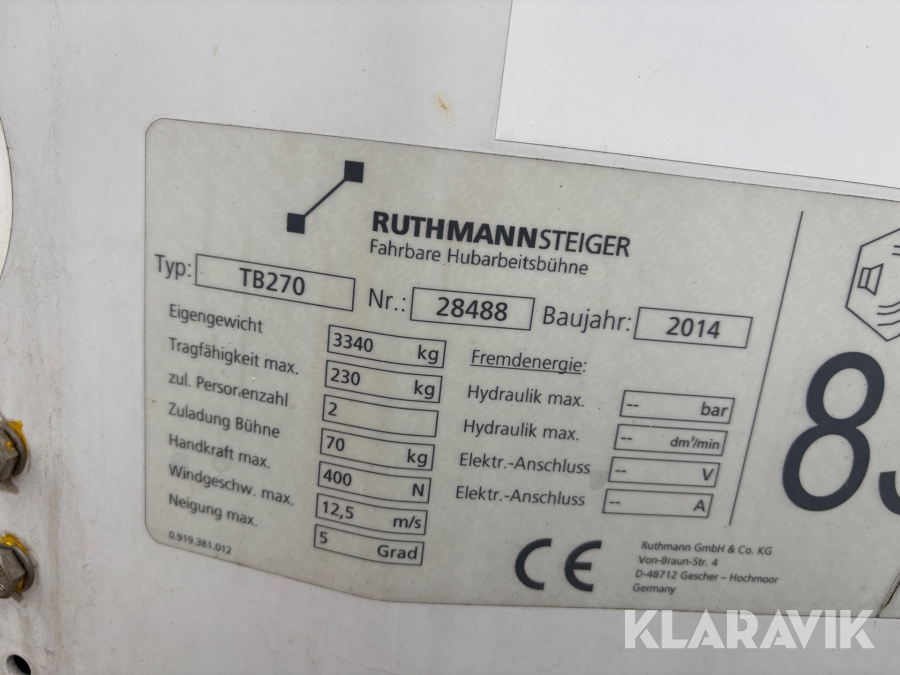 RUTHMANNSTEIGER
Fahrbare Hubarbeitsbühne
Typ: TB270 Nr.: 28488 Baujahr: 2014
Eigengewicht 3340 kg
Tragfähigkeit max. 230 kg
zul. Personenzahl 2
Zuladung Bühne 70 kg
Handkraft max. 400 N
Windgeschw. max. 12,5 m/s
Neigung max. 5 Grad
0.919.381.012
Fremdenergie:
Hydraulik max. -- bar
Hydraulik max. -- dm³/min
Elektr.-Anschluss -- V
Elektr.-Anschluss -- A
CE
Ruthmann GmbH & Co. KG
Von-Braun-Str. 4
D-48712 Gescher – Hochmoor
Germany
8
KLARAVIK